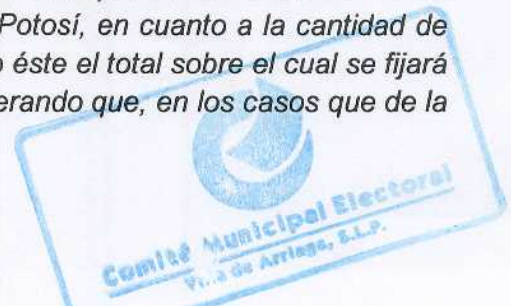 Potosí, en cuanto a la cantidad de
o éste el total sobre el cual se fijará
erando que, en los casos que de la
Comité Municipal Electoral
Villa de Arriaga, S.L.P.